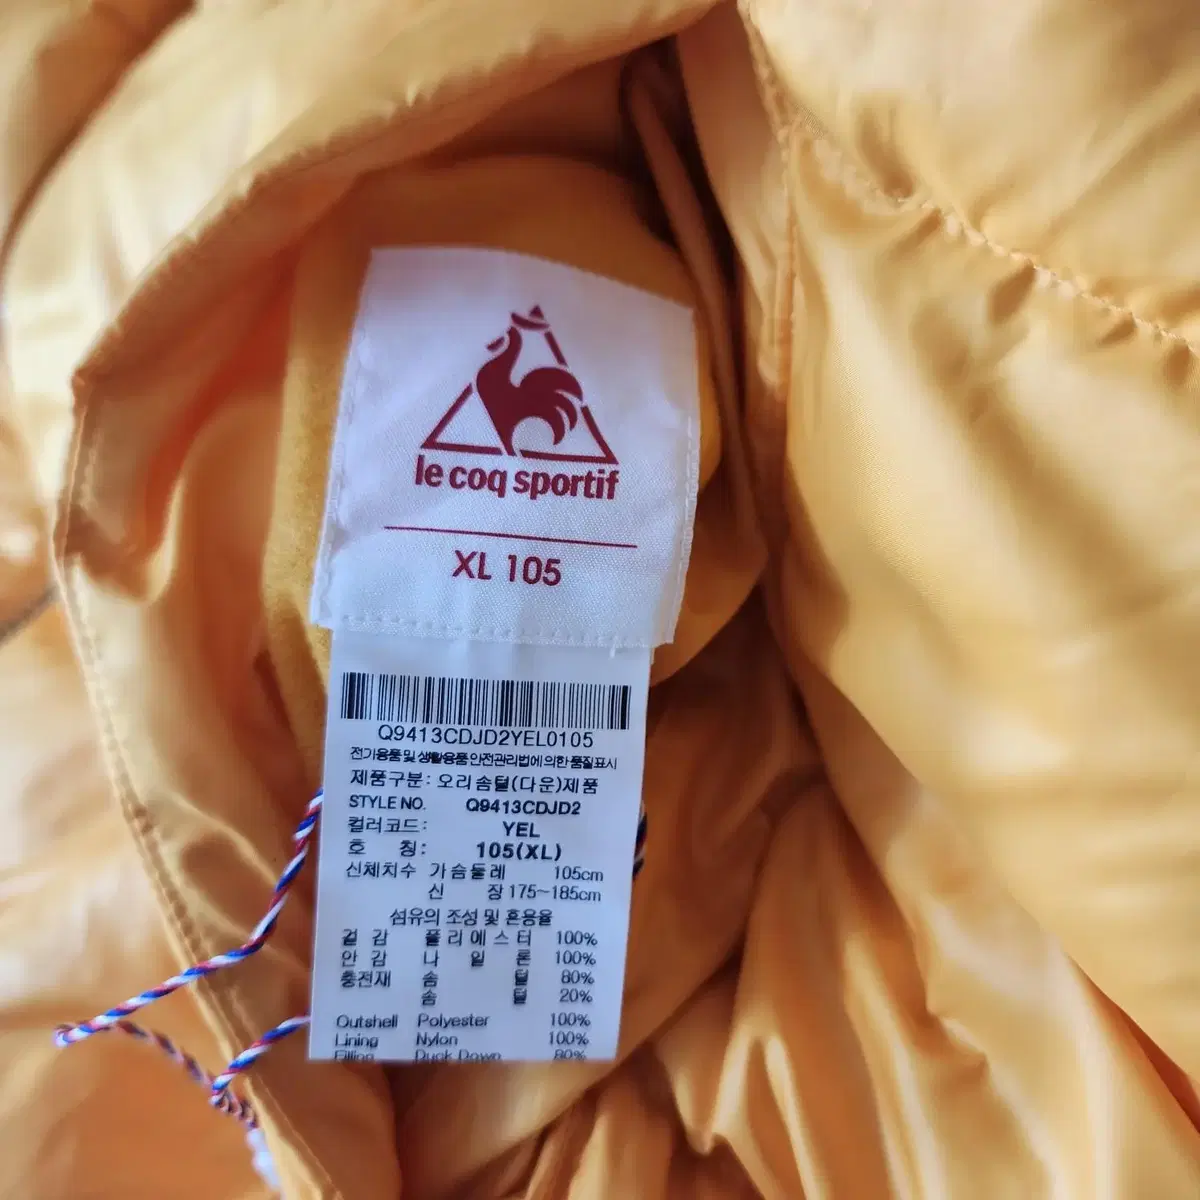 le coq sportif
XL 105
Q9413CDJD2YEL0105
전기용품및생활용품안전관리법에의한품질표시
제품구분: 오리솜털(다운)제품
STYLE NO. Q9413CDJD2
컬러코드: YEL
호 칭: 105(XL)
신체치수 가슴둘레 105cm
신 장 175~185cm
섬유의 조성 및 혼용율
겉 감 폴리에스터 100%
안 감 나 일 론 100%
충전재 솜 털 80%
솜 털 20%
Outshell Polyester 100%
Lining Nylon 100%
Filling Duck Down 80%